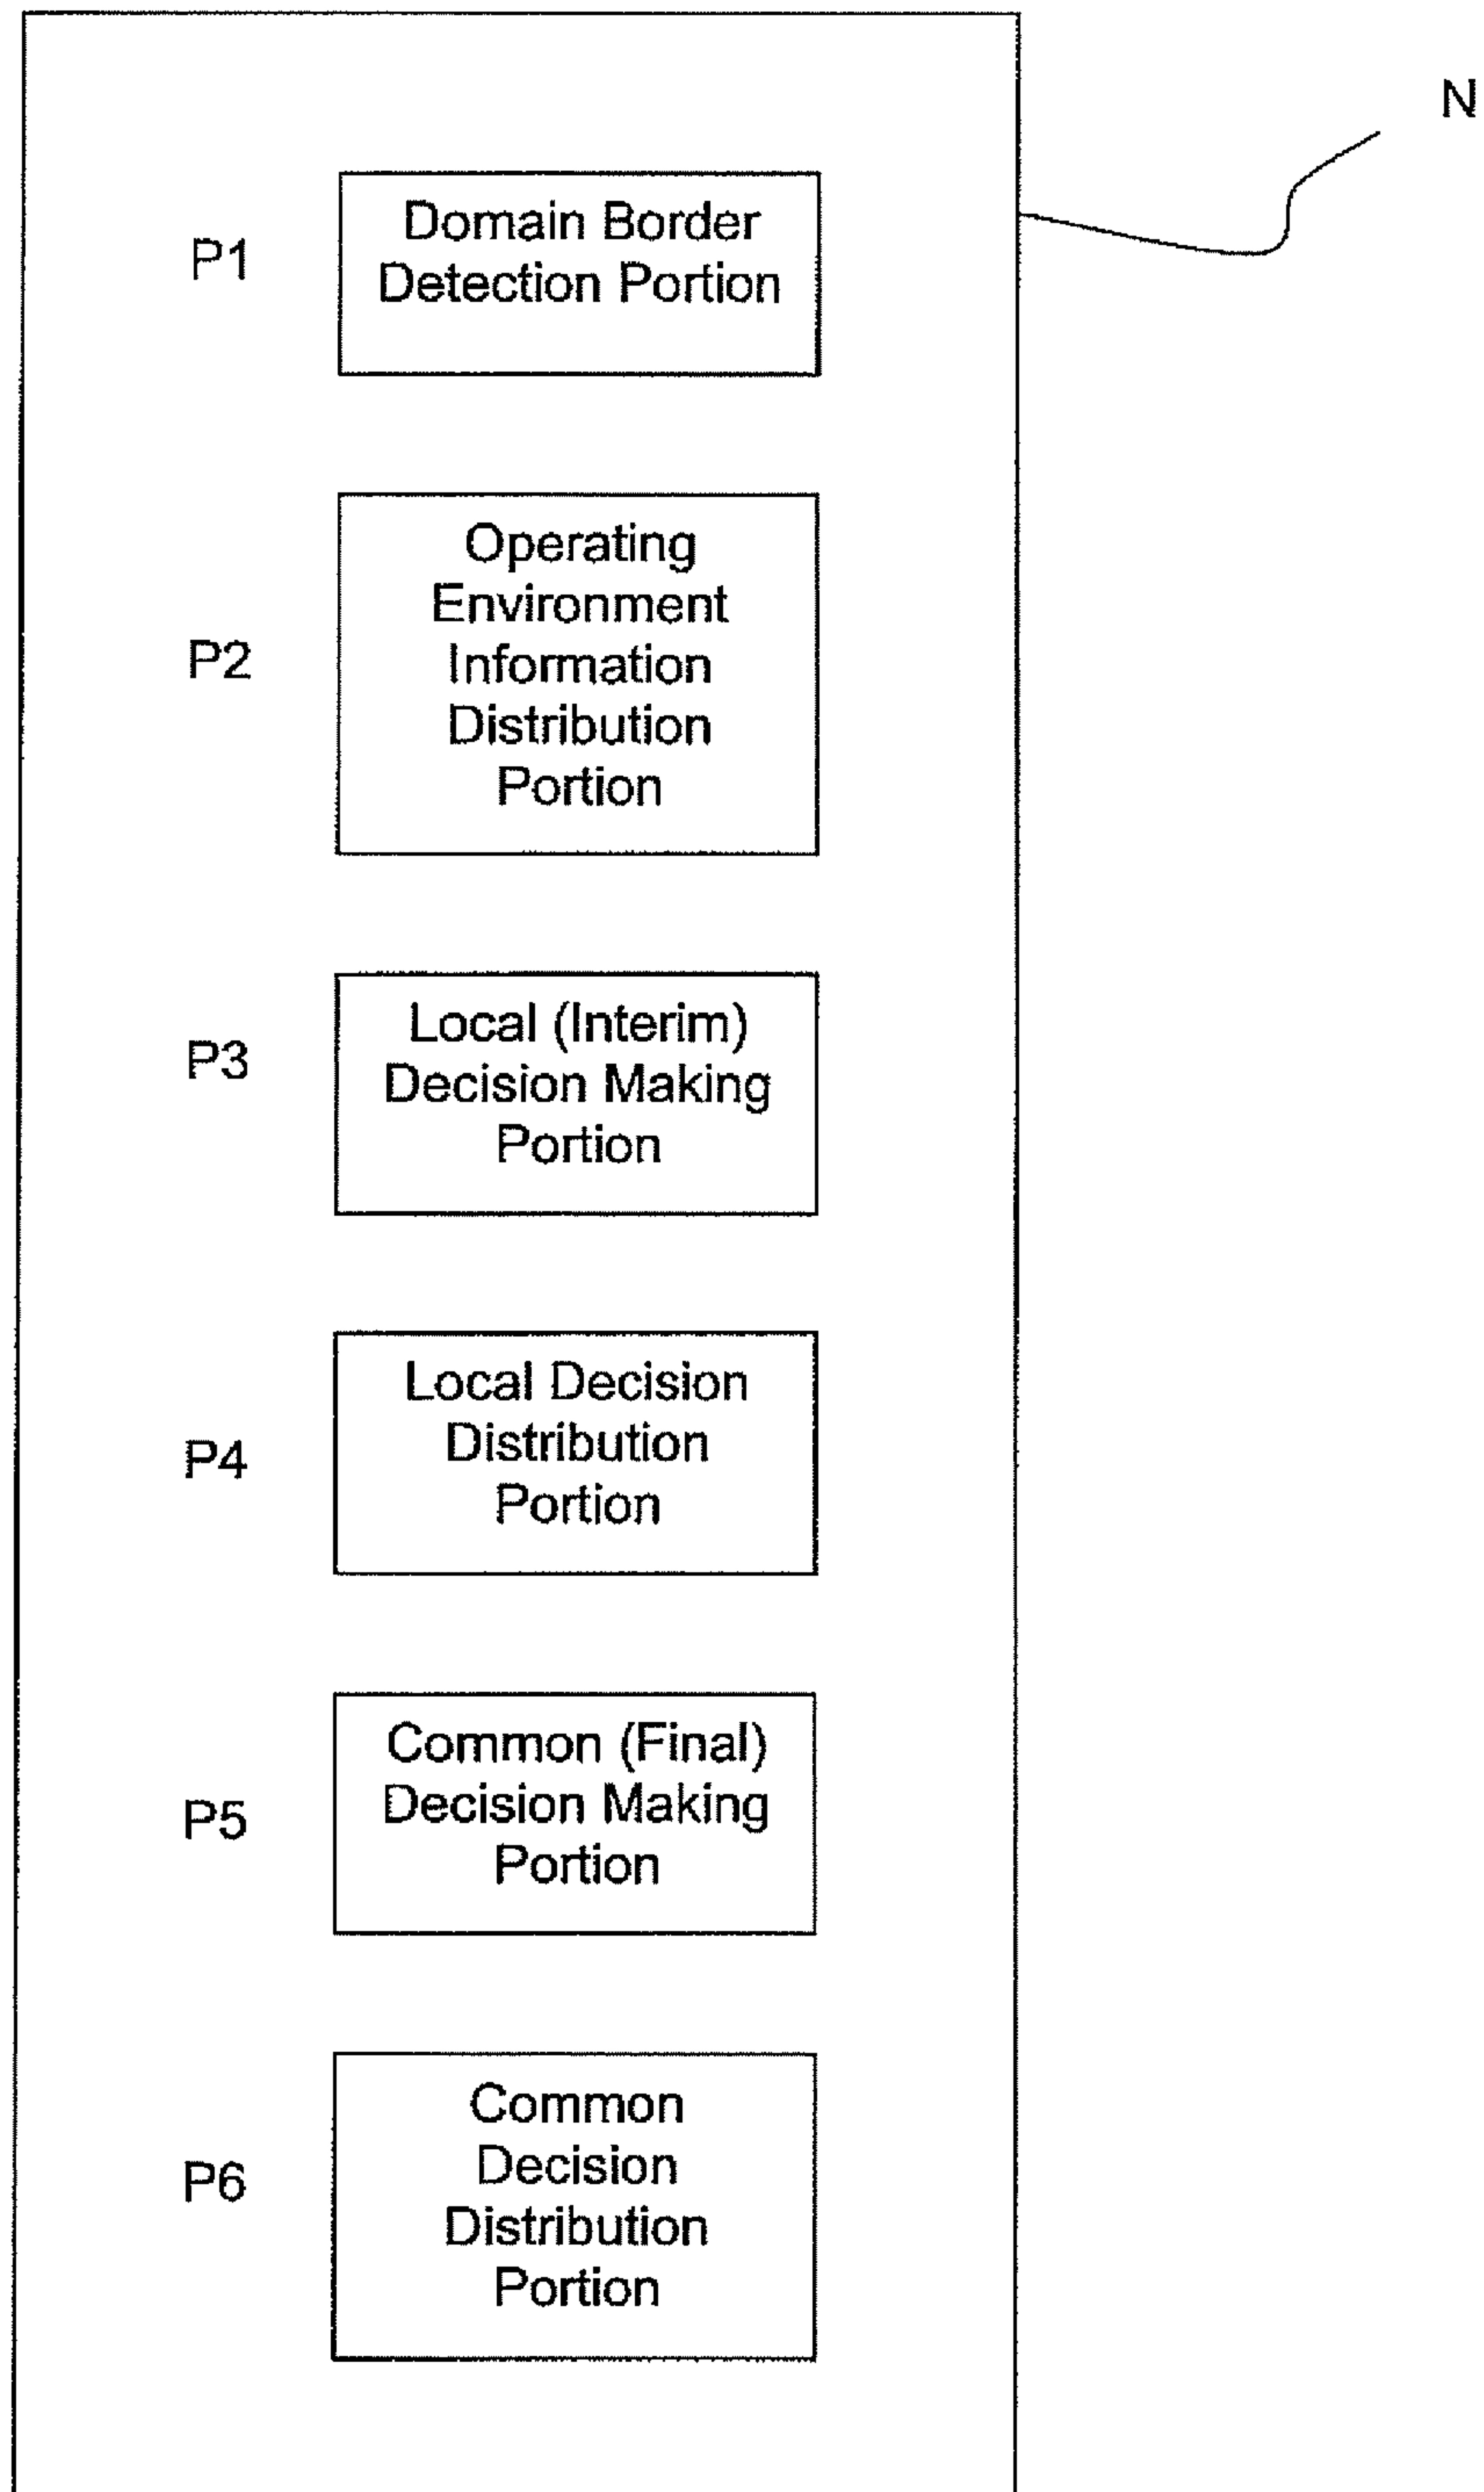 N
P1
Domain Border
Detection Portion
P2
Operating
Environment
Information
Distribution
Portion
P3
Local (Interim)
Decision Making
Portion
P4
Local Decision
Distribution
Portion
P5
Common (Final)
Decision Making
Portion
P6
Common
Decision
Distribution
Portion